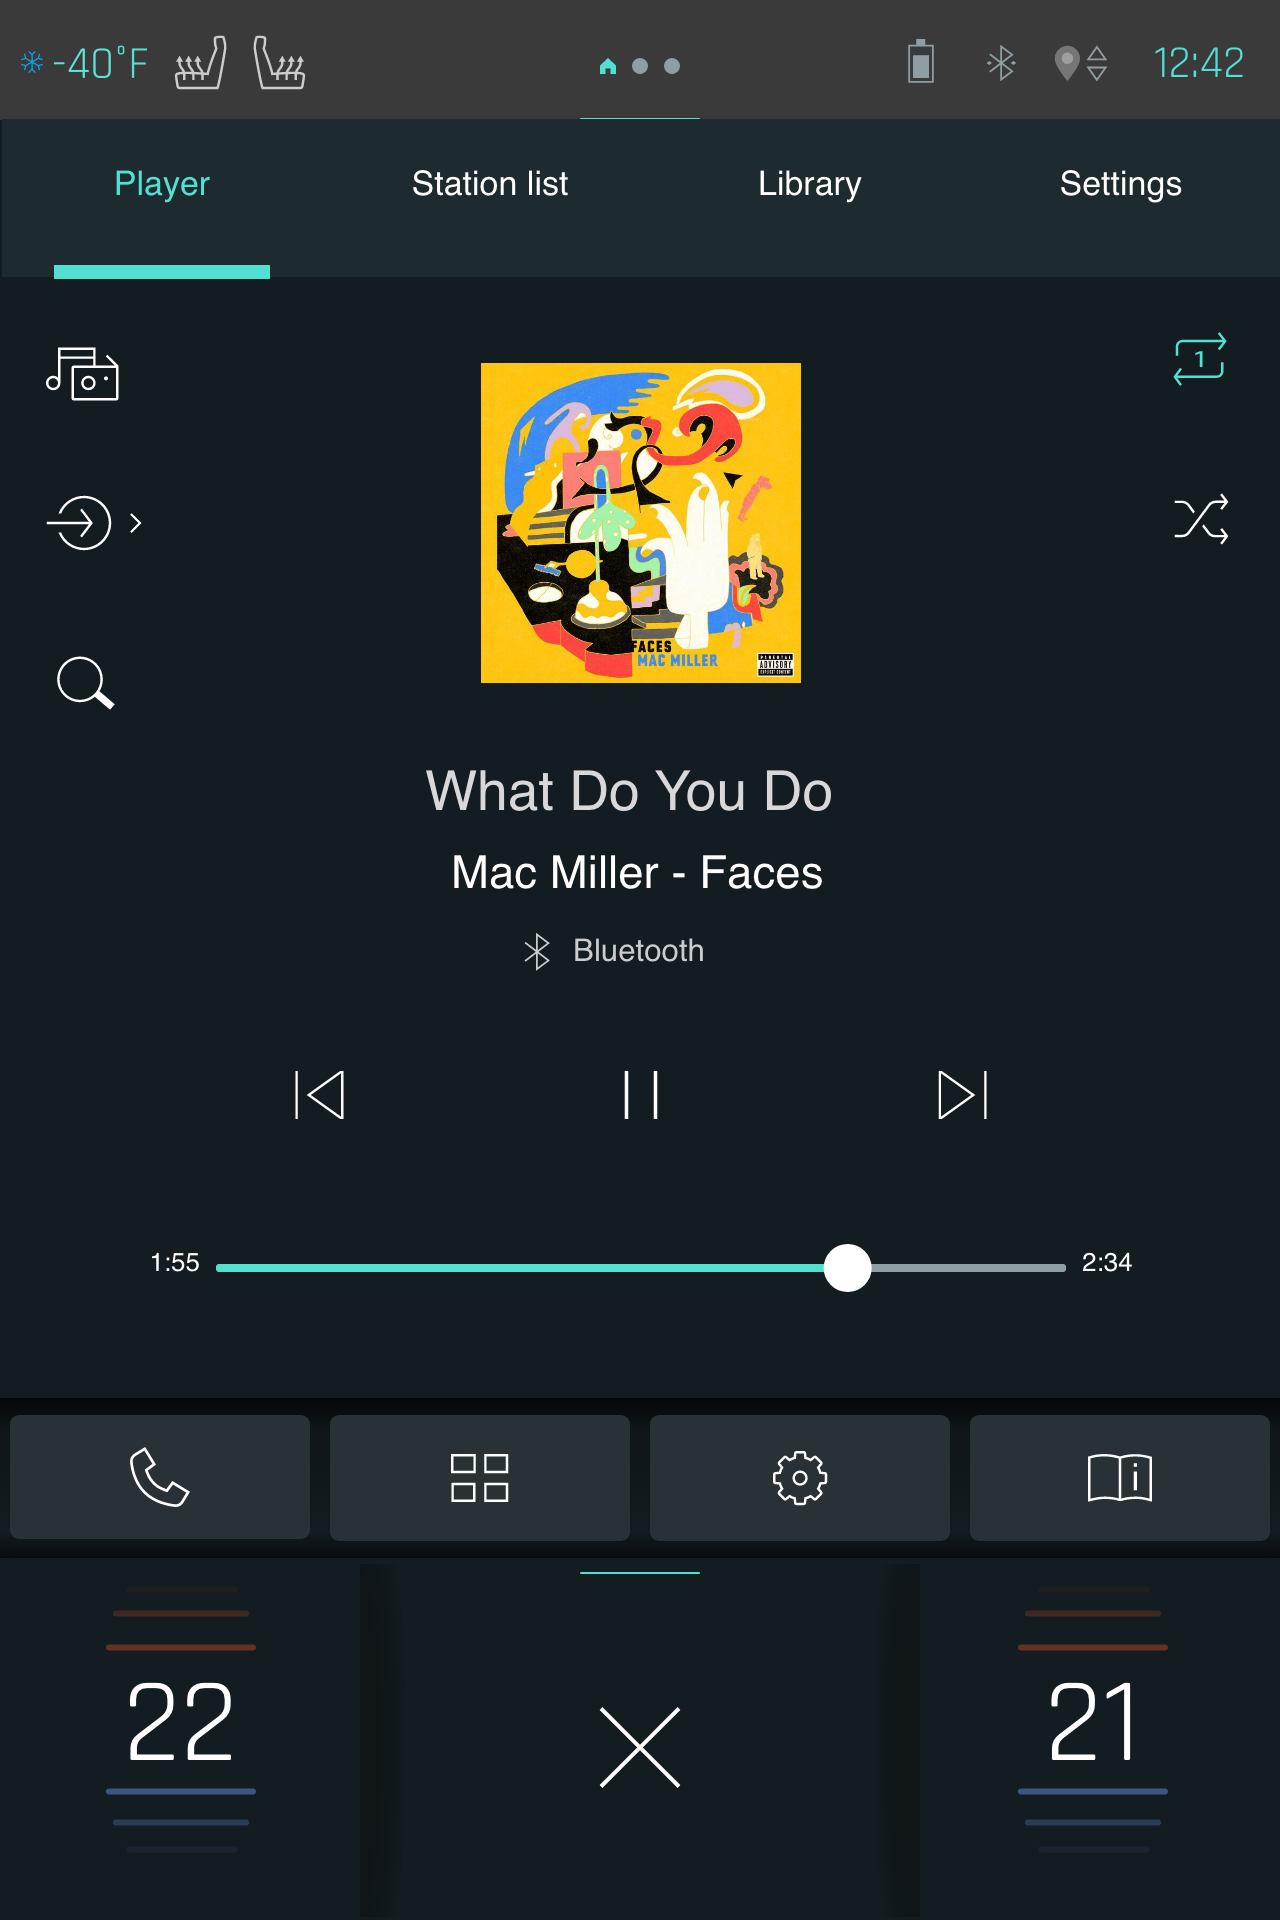 -40°F
12:42
Player Station list Library Settings
1
FACES
MAC MILLER
PARENTAL
ADVISORY
EXPLICIT CONTENT
What Do You Do
Mac Miller - Faces
Bluetooth
1:55 2:34
i
22 21